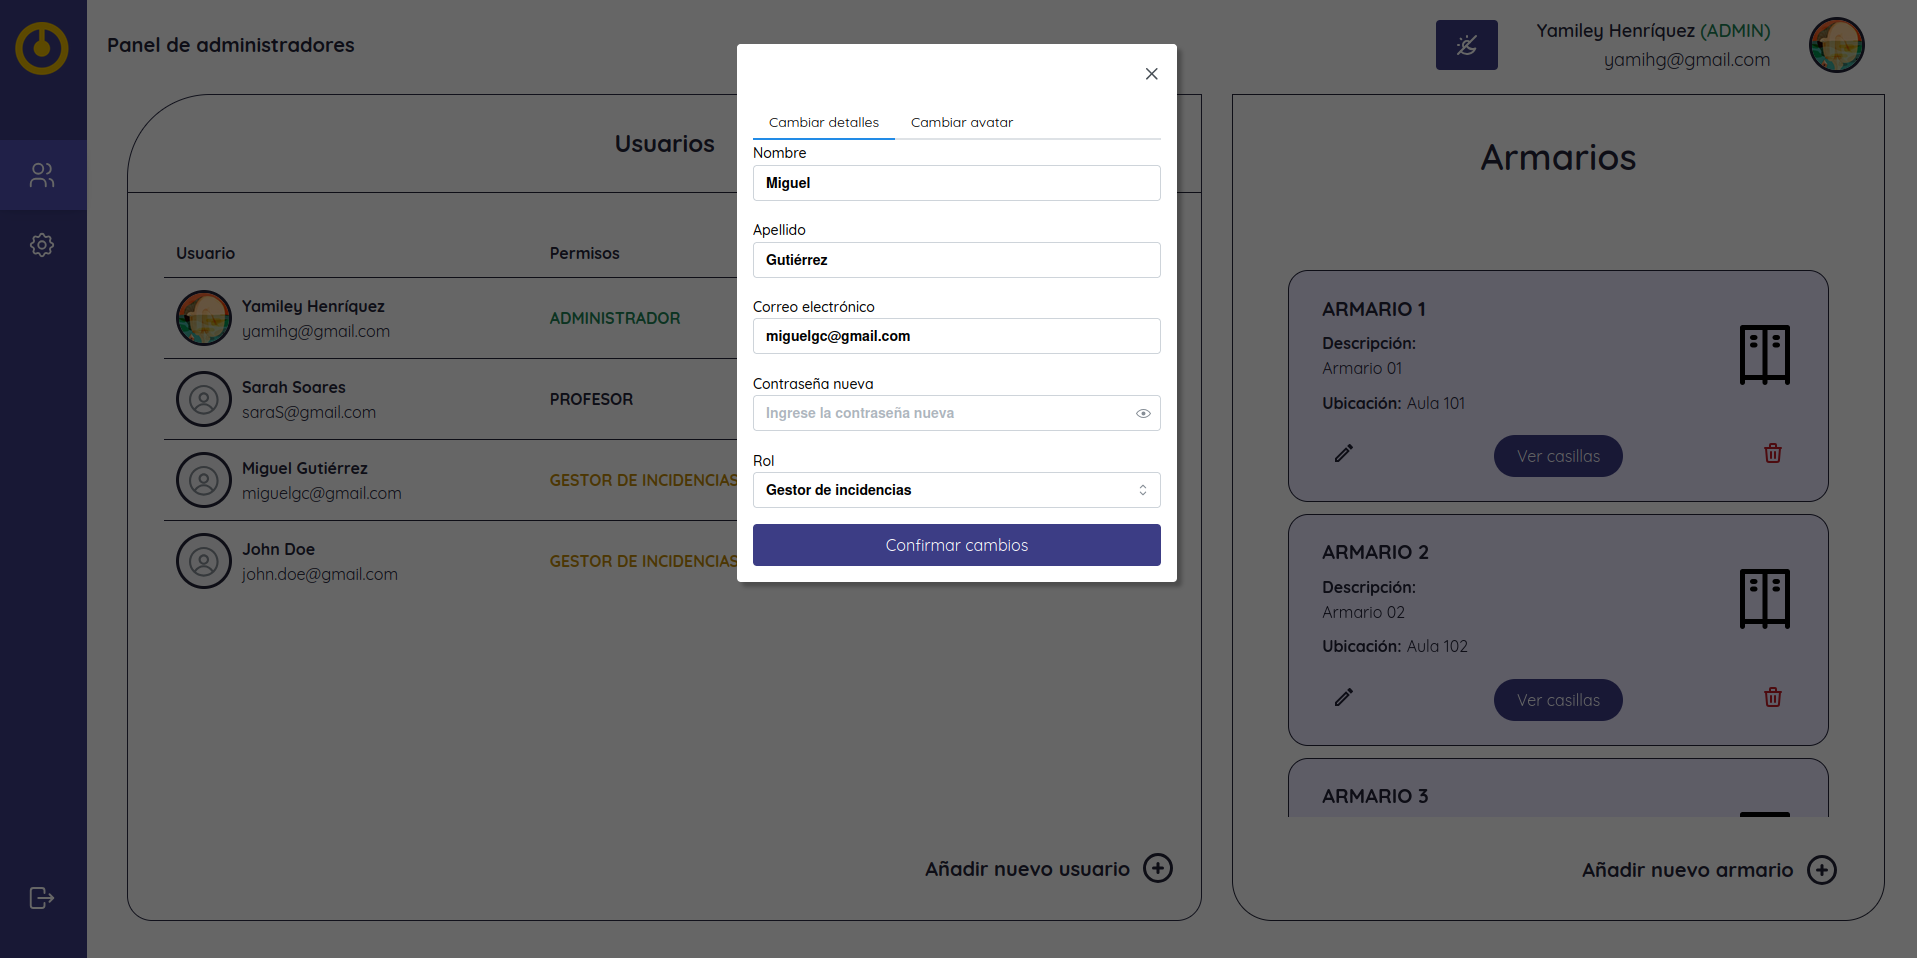 Panel de administradores
Yamiley Henríquez (ADMIN)
yamihg@gmail.com
Usuarios
Usuario
Permisos
Yamiley Henríquez
yamihg@gmail.com
ADMINISTRADOR
Sarah Soares
saraS@gmail.com
PROFESOR
Miguel Gutiérrez
miguelgc@gmail.com
GESTOR DE INCIDENCIAS
John Doe
john.doe@gmail.com
GESTOR DE INCIDENCIAS
Añadir nuevo usuario
Cambiar detalles
Cambiar avatar
Nombre
Miguel
Apellido
Gutiérrez
Correo electrónico
miguelgc@gmail.com
Contraseña nueva
Ingrese la contraseña nueva
Rol
Gestor de incidencias
Confirmar cambios
Armarios
ARMARIO 1
Descripción:
Armario 01
Ubicación: Aula 101
Ver casillas
ARMARIO 2
Descripción:
Armario 02
Ubicación: Aula 102
Ver casillas
ARMARIO 3
Añadir nuevo armario